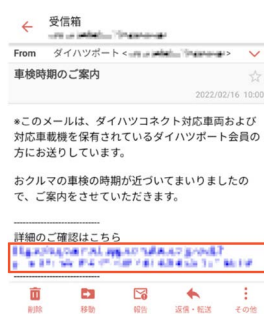 受信箱
From ダイハツポート< >
車検時期のご案内
2022/02/16 10:00
※このメールは、ダイハツコネクト対応車両および
対応車載機を保有されているダイハツポート会員の
方にお送りしています。
おクルマの車検の時期が近づいてまいりましたの
で、ご案内をさせていただきます。
----------------------------
詳細のご確認はこちら
----------------------------
削除 移動 報告 返信・転送 その他